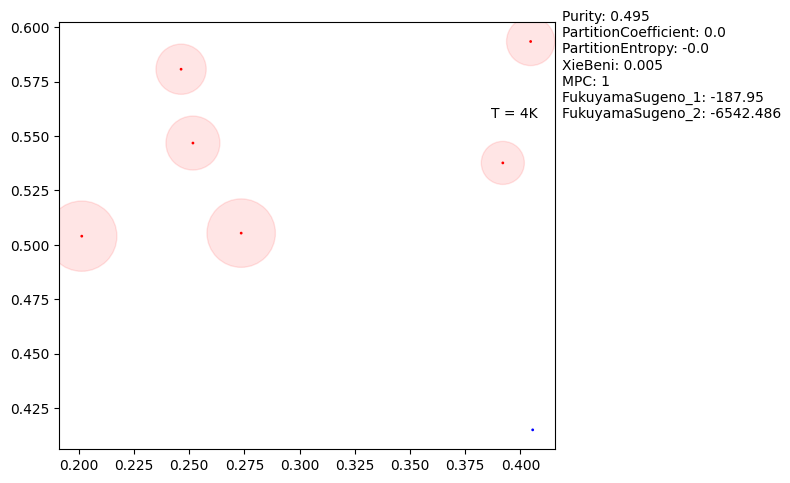 Purity: 0.495
PartitionCoefficient: 0.0
PartitionEntropy: -0.0
XieBeni: 0.005
MPC: 1
FukuyamaSugeno_1: -187.95
FukuyamaSugeno_2: -6542.486
T = 4K
0.600
0.575
0.550
0.525
0.500
0.475
0.450
0.425
0.200 0.225 0.250 0.275 0.300 0.325 0.350 0.375 0.400